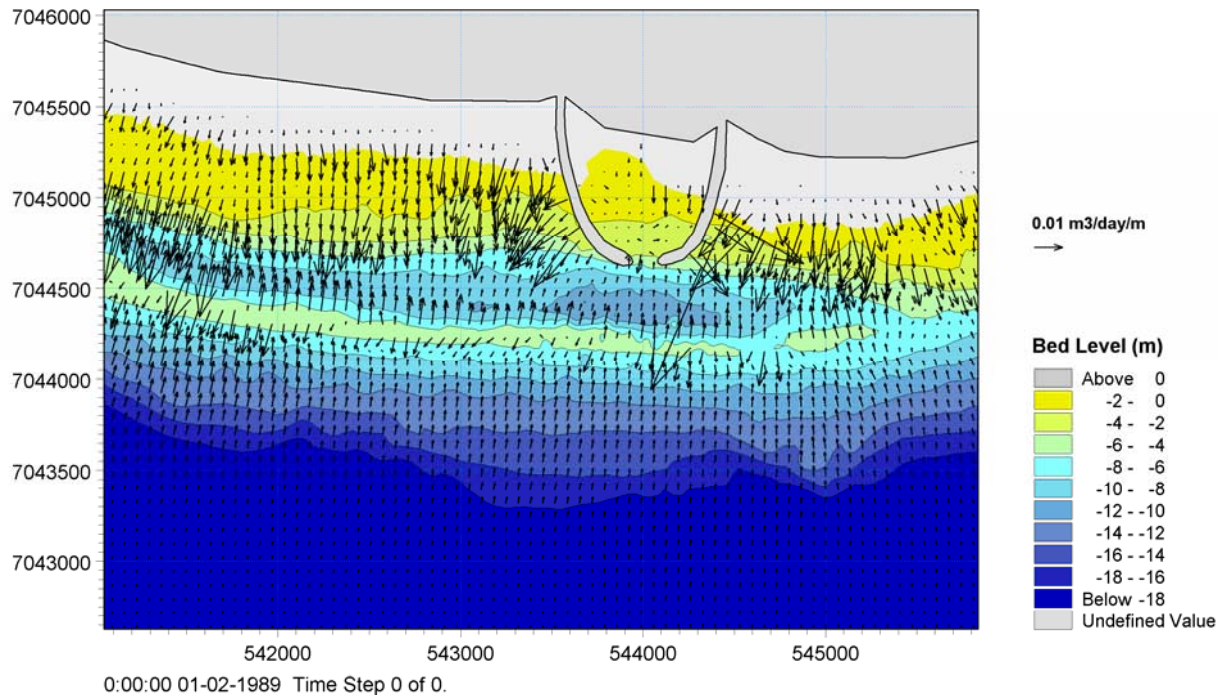 7046000
7045500
7045000
7044500
7044000
7043500
7043000
542000 543000 544000 545000
0:00:00 01-02-1989 Time Step 0 of 0.
0.01 m3/day/m
Bed Level (m)
Above 0
-2 - 0
-4 - -2
-6 - -4
-8 - -6
-10 - -8
-12 - -10
-14 - -12
-16 - -14
-18 - -16
Below -18
Undefined Value